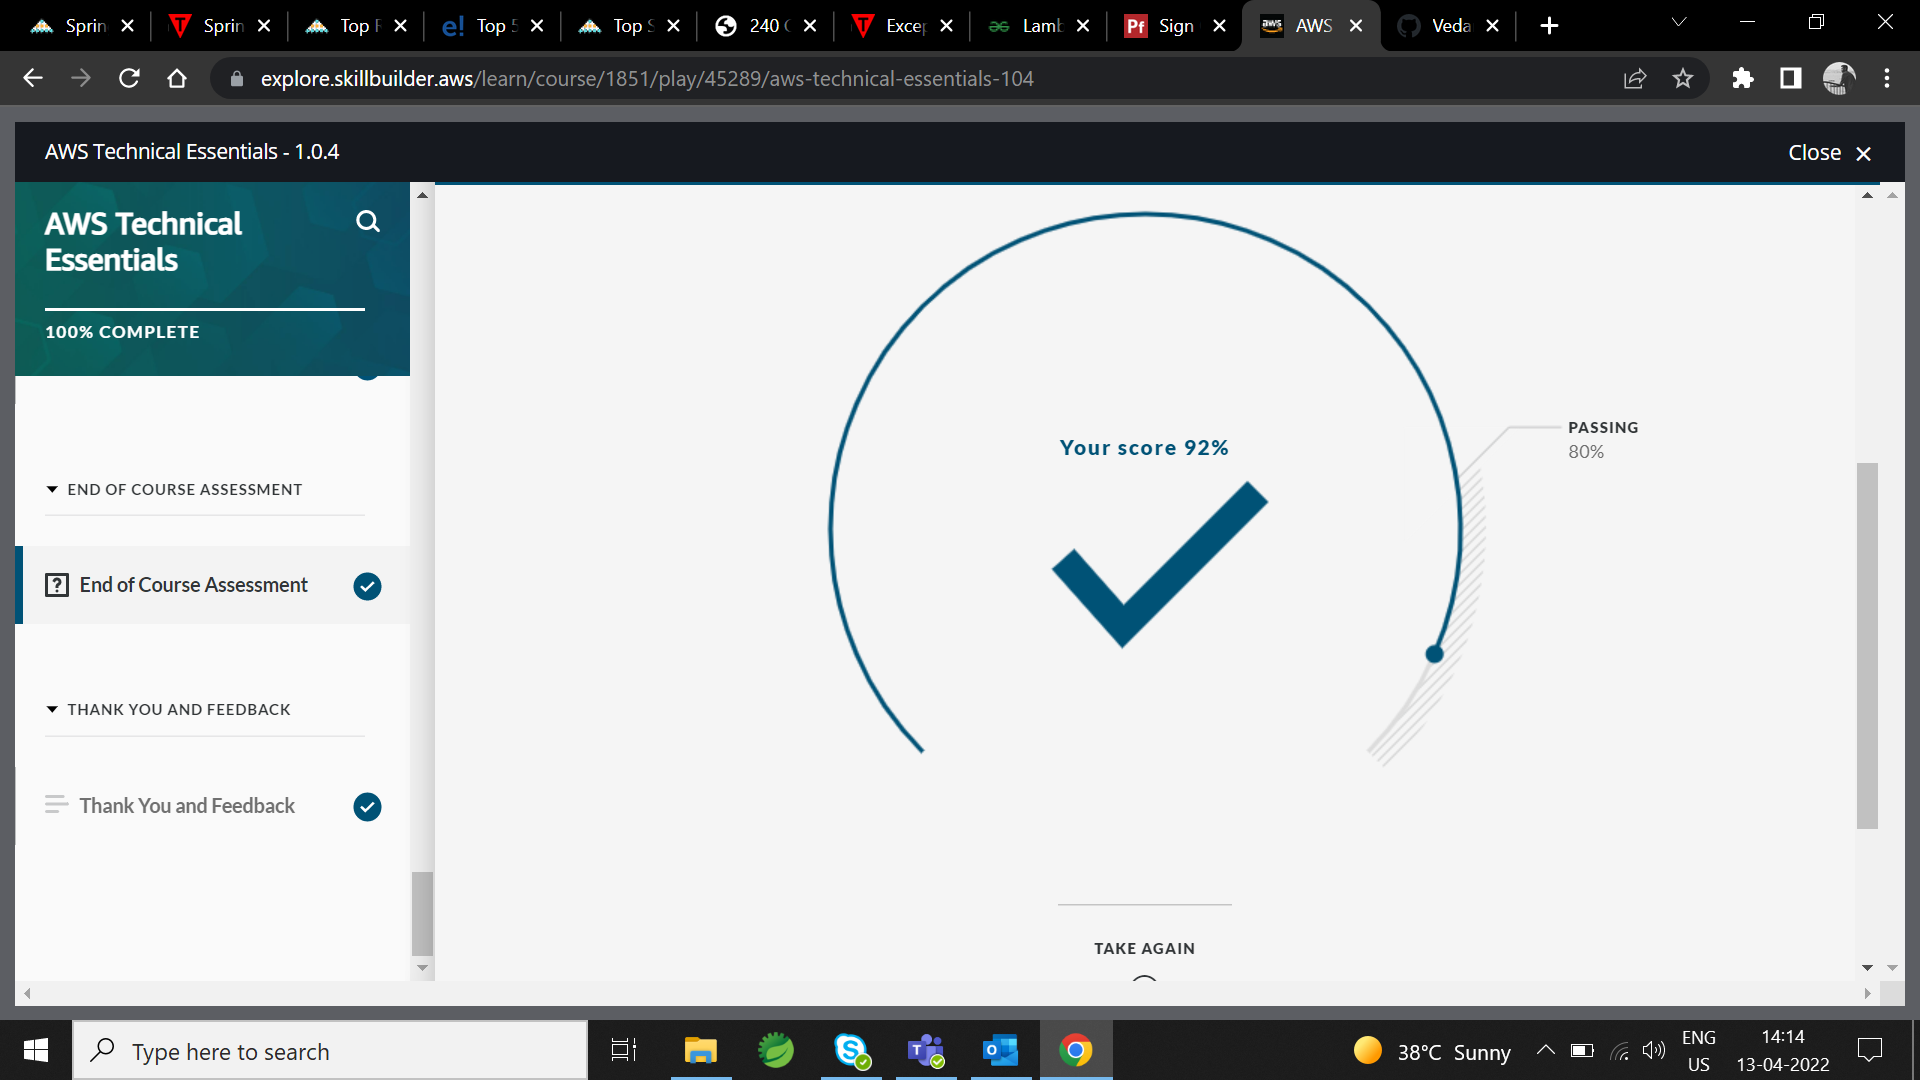 Sprin
Sprin
Top F
Top 5
Top S
240
Excep
Lamb
Pf Sign
aws AWS
Veda
explore.skillbuilder.aws/learn/course/1851/play/45289/aws-technical-essentials-104
AWS Technical Essentials - 1.0.4
Close
AWS Technical
Essentials
100% COMPLETE
END OF COURSE ASSESSMENT
End of Course Assessment
THANK YOU AND FEEDBACK
Thank You and Feedback
Your score 92%
PASSING
80%
TAKE AGAIN
Type here to search
38°C Sunny
ENG
US
14:14
13-04-2022